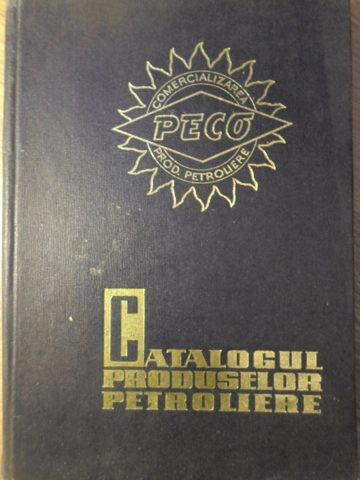 COMERCIALIZAREA
PECO
PROD. PETROLIERE
CATALOGUL
PRODUSELOR
PETROLIERE